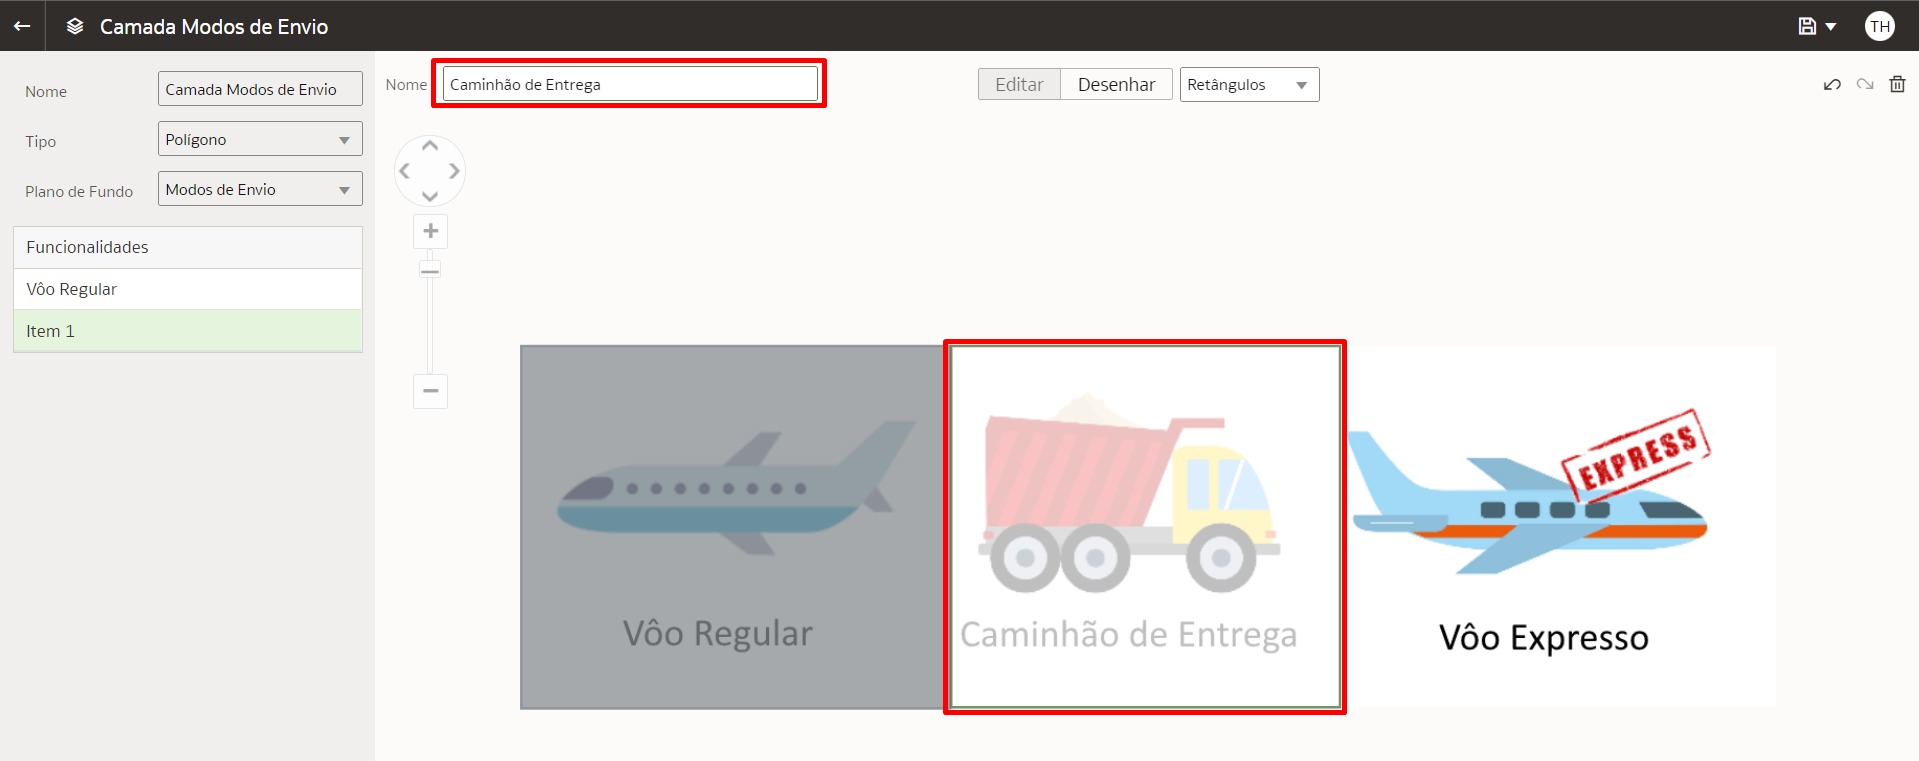 Camada Modos de Envio
TH
Nome
Camada Modos de Envio
Tipo
Polígono
Plano de Fundo
Modos de Envio
Funcionalidades
Vôo Regular
Item 1
Nome
Caminhão de Entrega
Editar
Desenhar
Retângulos
EXPRESS
Vôo Regular
Caminhão de Entrega
Vôo Expresso